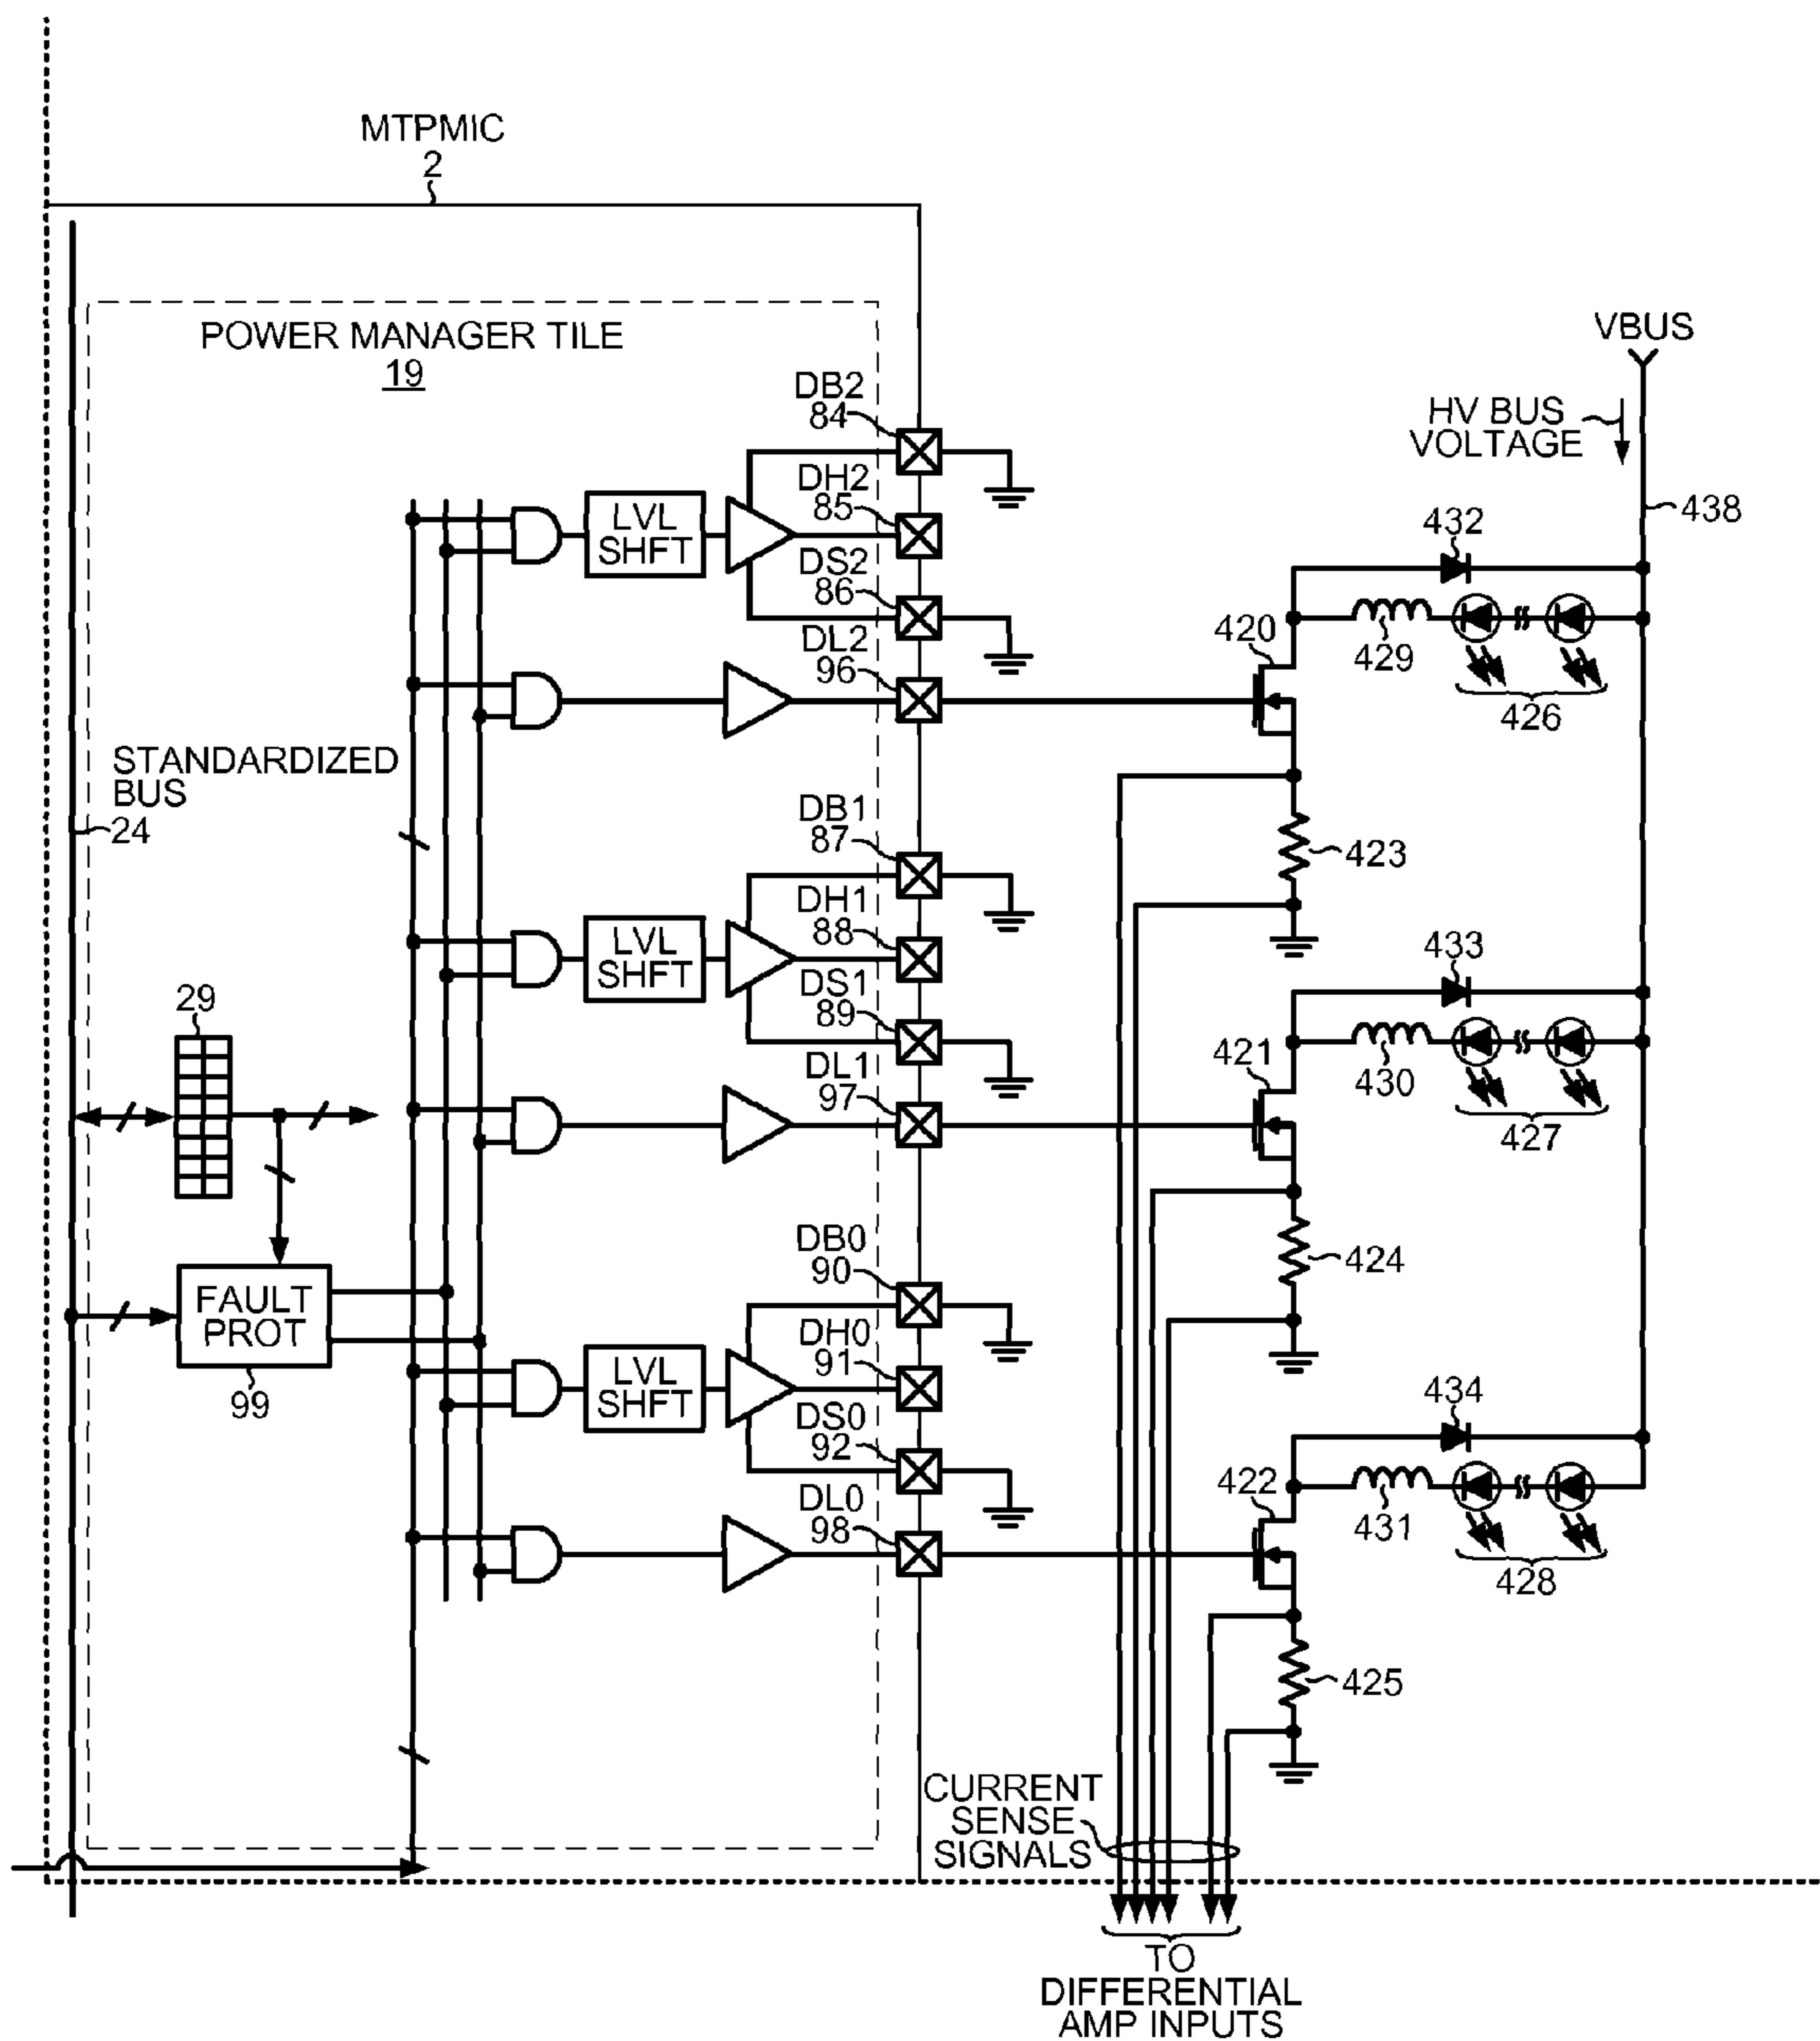 MTPMIC
2
POWER MANAGER TILE
19
VBUS
HV BUS
VOLTAGE
438
DB2
84
DH2
85
DS2
86
DL2
96
LVL
SHFT
432
420
429
426
STANDARDIZED
BUS
24
423
DB1
87
DH1
88
DS1
89
DL1
97
LVL
SHFT
433
421
430
427
29
424
FAULT
PROT
99
DB0
90
DH0
91
DS0
92
DL0
98
LVL
SHFT
434
422
431
428
425
CURRENT
SENSE
SIGNALS
TO
DIFFERENTIAL
AMP INPUTS